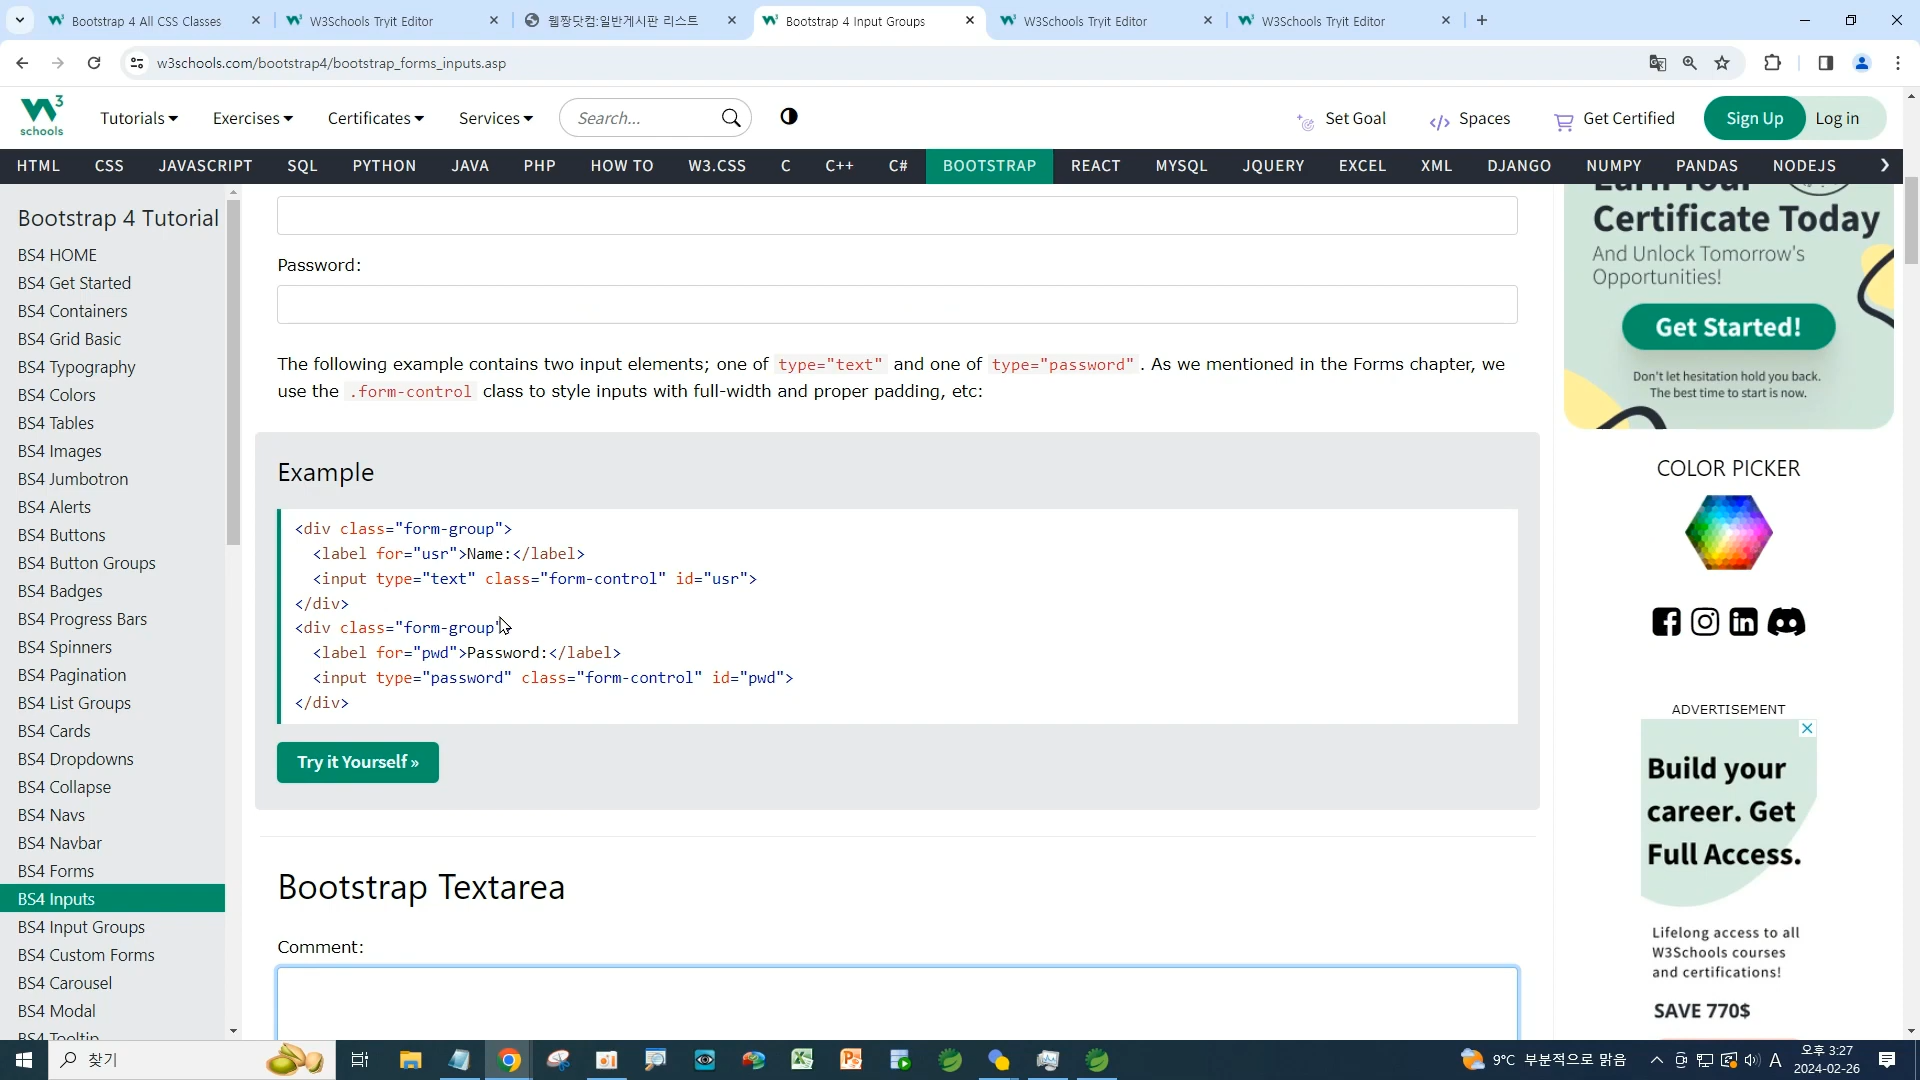 Bootstrap 4 All CSS Classes
W3Schools Tryit Editor
웹짱닷컴:일반게시판 리스트
Bootstrap 4 Input Groups
W3Schools Tryit Editor
W3Schools Tryit Editor
w3schools.com/bootstrap4/bootstrap_forms_inputs.asp
W3 schools
Tutorials
Exercises
Certificates
Services
Search...
Set Goal
Spaces
Get Certified
Sign Up
Log in
HTML CSS JAVASCRIPT SQL PYTHON JAVA PHP HOW TO W3.CSS C C++ C# BOOTSTRAP REACT MYSQL JQUERY EXCEL XML DJANGO NUMPY PANDAS NODEJS
Bootstrap 4 Tutorial
BS4 HOME
BS4 Get Started
BS4 Containers
BS4 Grid Basic
BS4 Typography
BS4 Colors
BS4 Tables
BS4 Images
BS4 Jumbotron
BS4 Alerts
BS4 Buttons
BS4 Button Groups
BS4 Badges
BS4 Progress Bars
BS4 Spinners
BS4 Pagination
BS4 List Groups
BS4 Cards
BS4 Dropdowns
BS4 Collapse
BS4 Navs
BS4 Navbar
BS4 Forms
BS4 Inputs
BS4 Input Groups
BS4 Custom Forms
BS4 Carousel
BS4 Modal
BS4 Tooltip
Password:
The following example contains two input elements; one of type="text" and one of type="password". As we mentioned in the Forms chapter, we
use the .form-control class to style inputs with full-width and proper padding, etc:
Example
<div class="form-group">
<label for="usr">Name:</label>
<input type="text" class="form-control" id="usr">
</div>
<div class="form-group">
<label for="pwd">Password:</label>
<input type="password" class="form-control" id="pwd">
</div>
Try it Yourself »
Bootstrap Textarea
Comment:
Earn Your
Certificate Today
And Unlock Tomorrow's
Opportunities!
Get Started!
Don't let hesitation hold you back.
The best time to start is now.
COLOR PICKER
ADVERTISEMENT
Build your
career. Get
Full Access.
Lifelong access to all
W3Schools courses
and certifications!
SAVE 770$
찾기
9°C 부분적으로 맑음
A
오후 3:27
2024-02-26